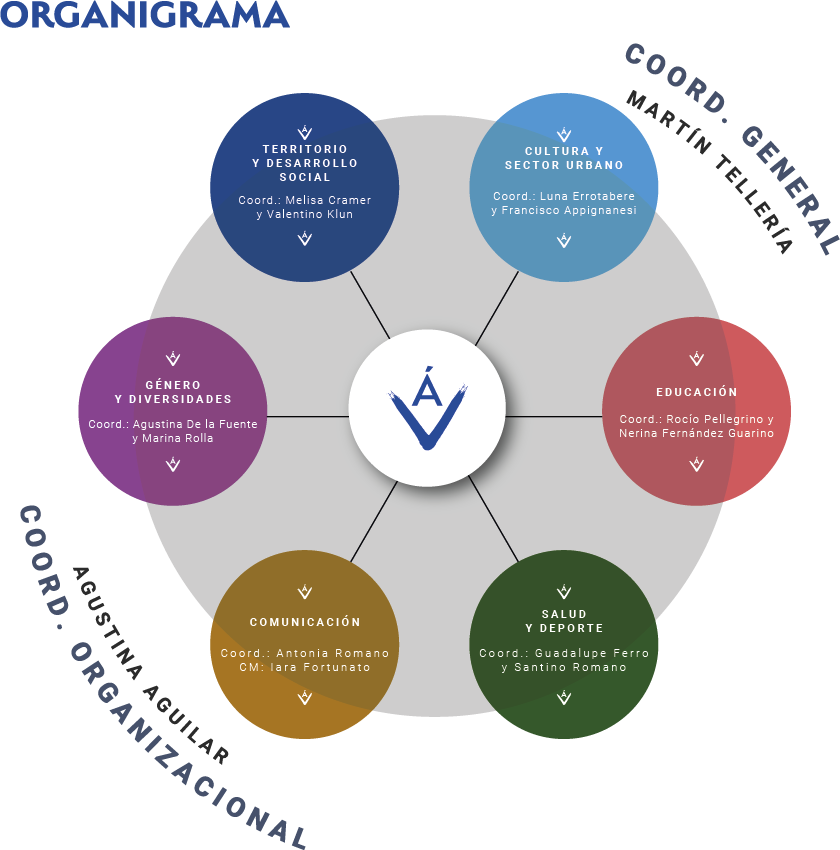 ORGANIGRAMA
COORD. GENERAL
MARTÍN TELLERÍA
TERRITORIO
Y DESARROLLO
SOCIAL
Coord.: Melisa Cramer
y Valentino Klun
CULTURA Y
SECTOR URBANO
Coord.: Luna Errotabere
y Francisco Appignanesi
GÉNERO
Y DIVERSIDADES
Coord.: Agustina De la Fuente
y Marina Rolla
Á
EDUCACIÓN
Coord.: Rocío Pellegrino y
Nerina Fernández Guarino
COMUNICACIÓN
Coord.: Antonia Romano
CM: Iara Fortunato
SALUD
Y DEPORTE
Coord.: Guadalupe Ferro
y Santino Romano
AGUSTINA AGUILAR
COORD. ORGANIZACIONAL